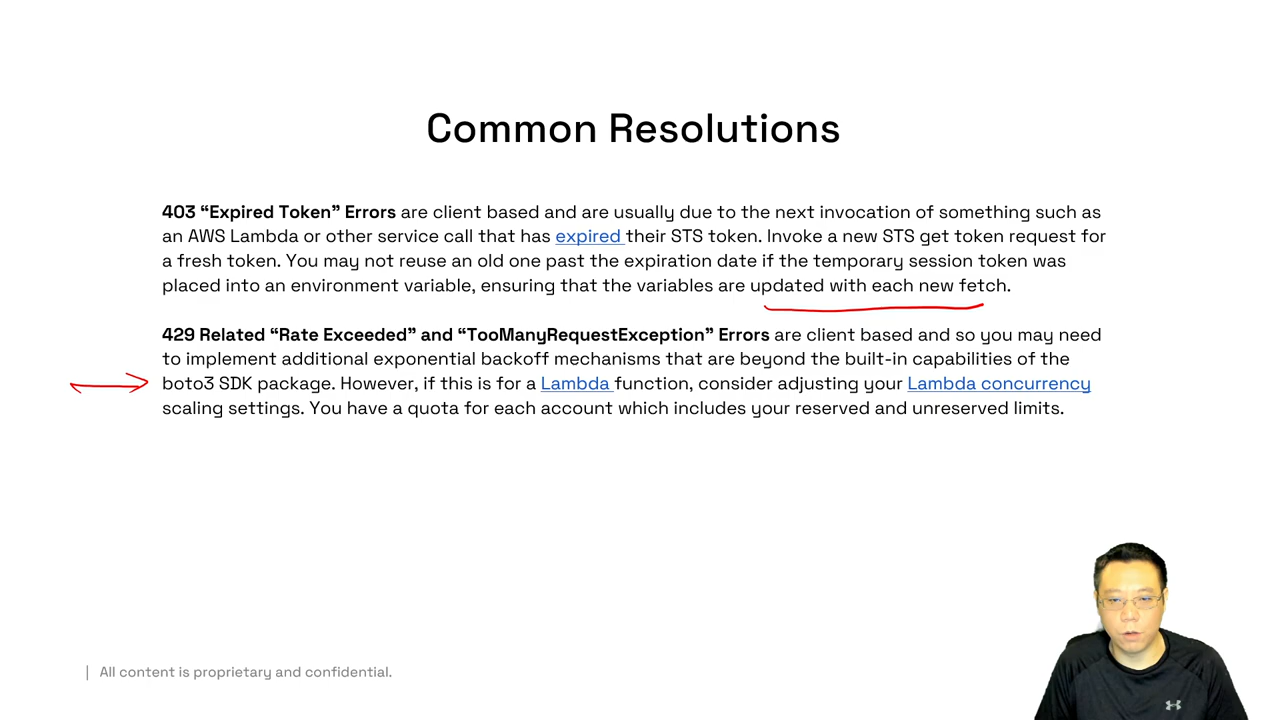 Common Resolutions
403 “Expired Token” Errors are client based and are usually due to the next invocation of something such as
an AWS Lambda or other service call that has expired their STS token. Invoke a new STS get token request for
a fresh token. You may not reuse an old one past the expiration date if the temporary session token was
placed into an environment variable, ensuring that the variables are updated with each new fetch.
429 Related “Rate Exceeded” and “TooManyRequestException” Errors are client based and so you may need
to implement additional exponential backoff mechanisms that are beyond the built-in capabilities of the
boto3 SDK package. However, if this is for a Lambda function, consider adjusting your Lambda concurrency
scaling settings. You have a quota for each account which includes your reserved and unreserved limits.
| All content is proprietary and confidential.